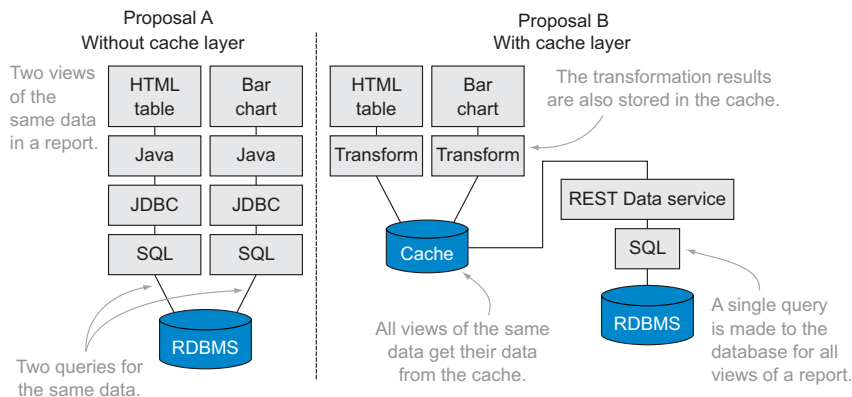 Proposal A
Without cache layer
Two views
of the
same data
in a report.
HTML
table
Bar
chart
Java
Java
JDBC
JDBC
SQL
SQL
RDBMS
Two queries for
the same data.
Proposal B
With cache layer
HTML
table
Bar
chart
The transformation results
are also stored in the cache.
Transform
Transform
REST Data service
Cache
SQL
RDBMS
All views of the same
data get their data
from the cache.
A single query
is made to the
database for all
views of a report.